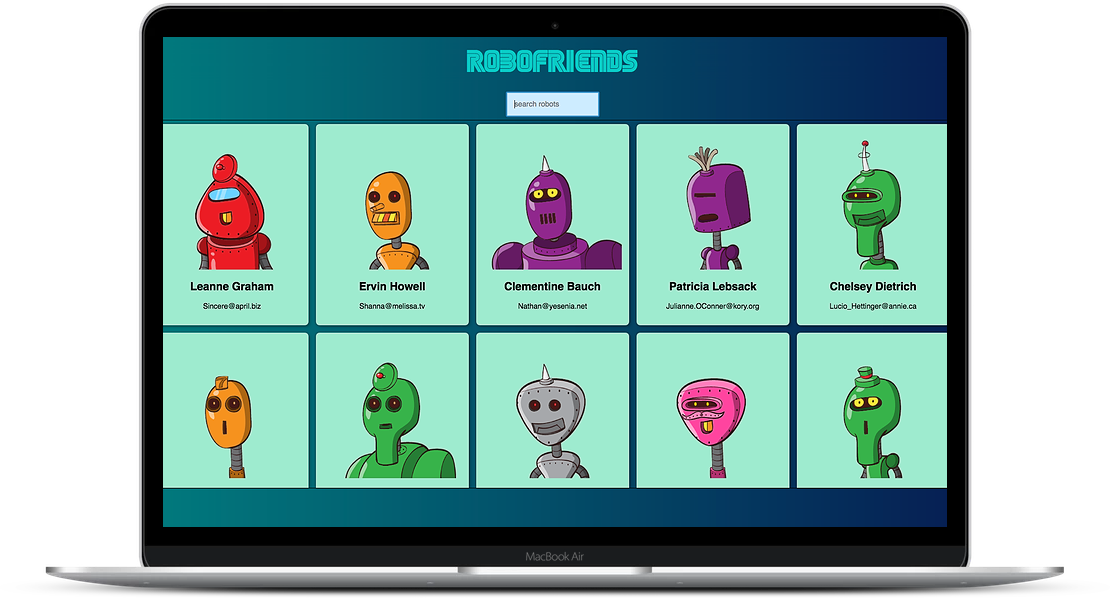 ROBOFRIENDS
search robots
Leanne Graham
Ervin Howell
Clementine Bauch
Patricia Lebsack
Chelsey Dietrich
Sincere@april.biz
Shanna@melissa.tv
Nathan@yesenia.net
Julianne.OConner@kory.org
Lucio_Hettinger@annie.ca
MacBook Air